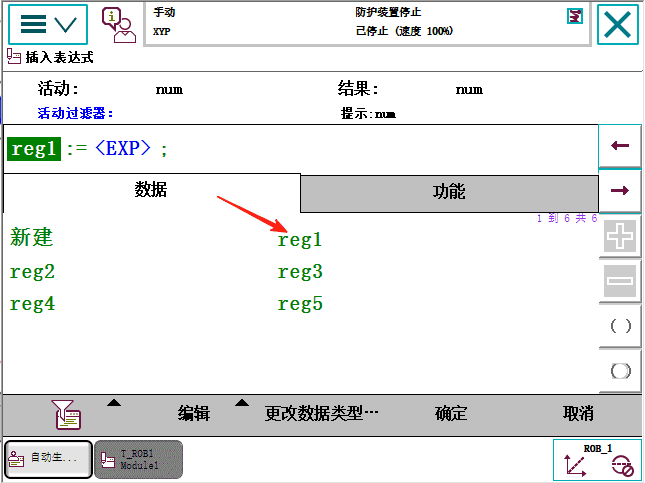 手动
XYP
防护装置停止
已停止 (速度 100%)
插入表达式
活动: num 结果: num
活动过滤器: 提示:num
reg1 := <EXP> ;
数据 功能
1 到 6 共 6
新建 reg1
reg2 reg3
reg4 reg5
( )
编辑 更改数据类型… 确定 取消
自动生...
T_ROB1
Module1
ROB_1